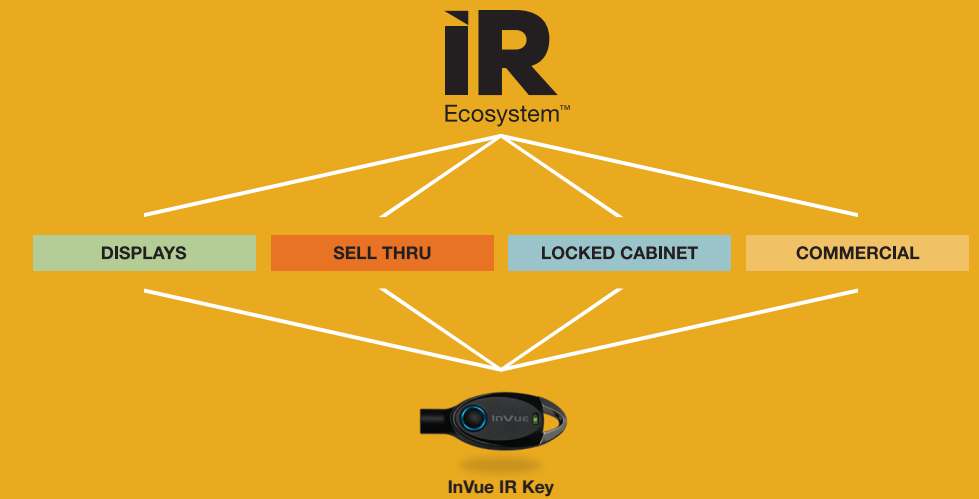 iR
Ecosystem™
DISPLAYS
SELL THRU
LOCKED CABINET
COMMERCIAL
InVue
InVue IR Key